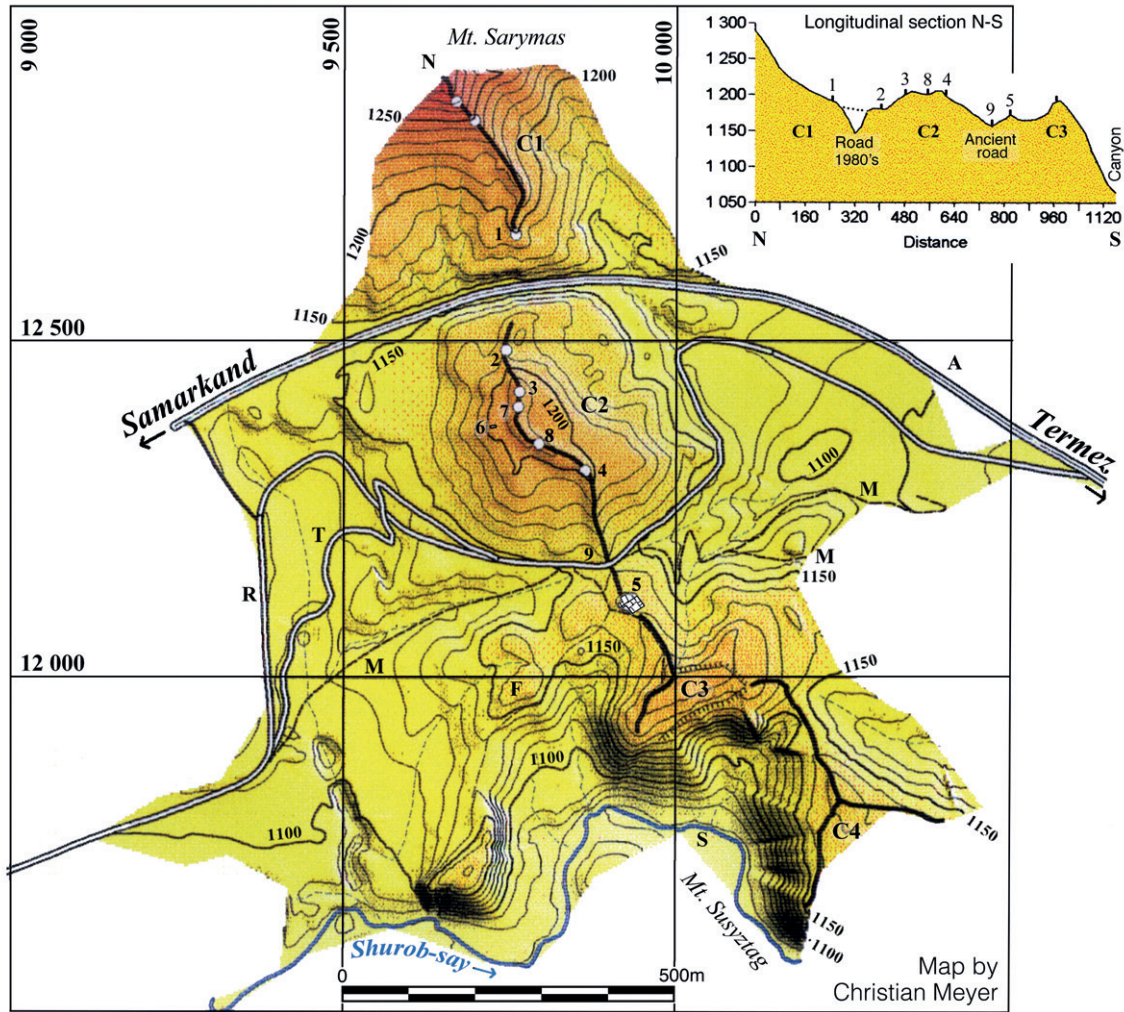 9 000
9 500
10 000
Mt. Sarymas
N
1200
1250
C1
1
1200
1150
1150
12 500
Samarkand
1150
2
3
7
1200
C2
6
8
4
A
Termez
1100
M
T
9
M
R
5
1150
1150
1150
M
12 000
F
C3
1100
1100
C4
1150
S
Mt. Susyztag
1150
1100
Shurob-say
0
500m
Map by
Christian Meyer
Longitudinal section N-S
1 300
1 250
1 200
1 150
1 100
1 050
1
2
3
8
4
9
5
C1
C2
C3
Road
1980's
Ancient
road
Canyon
0
160
320
480
640
800
960
1120
N
Distance
S